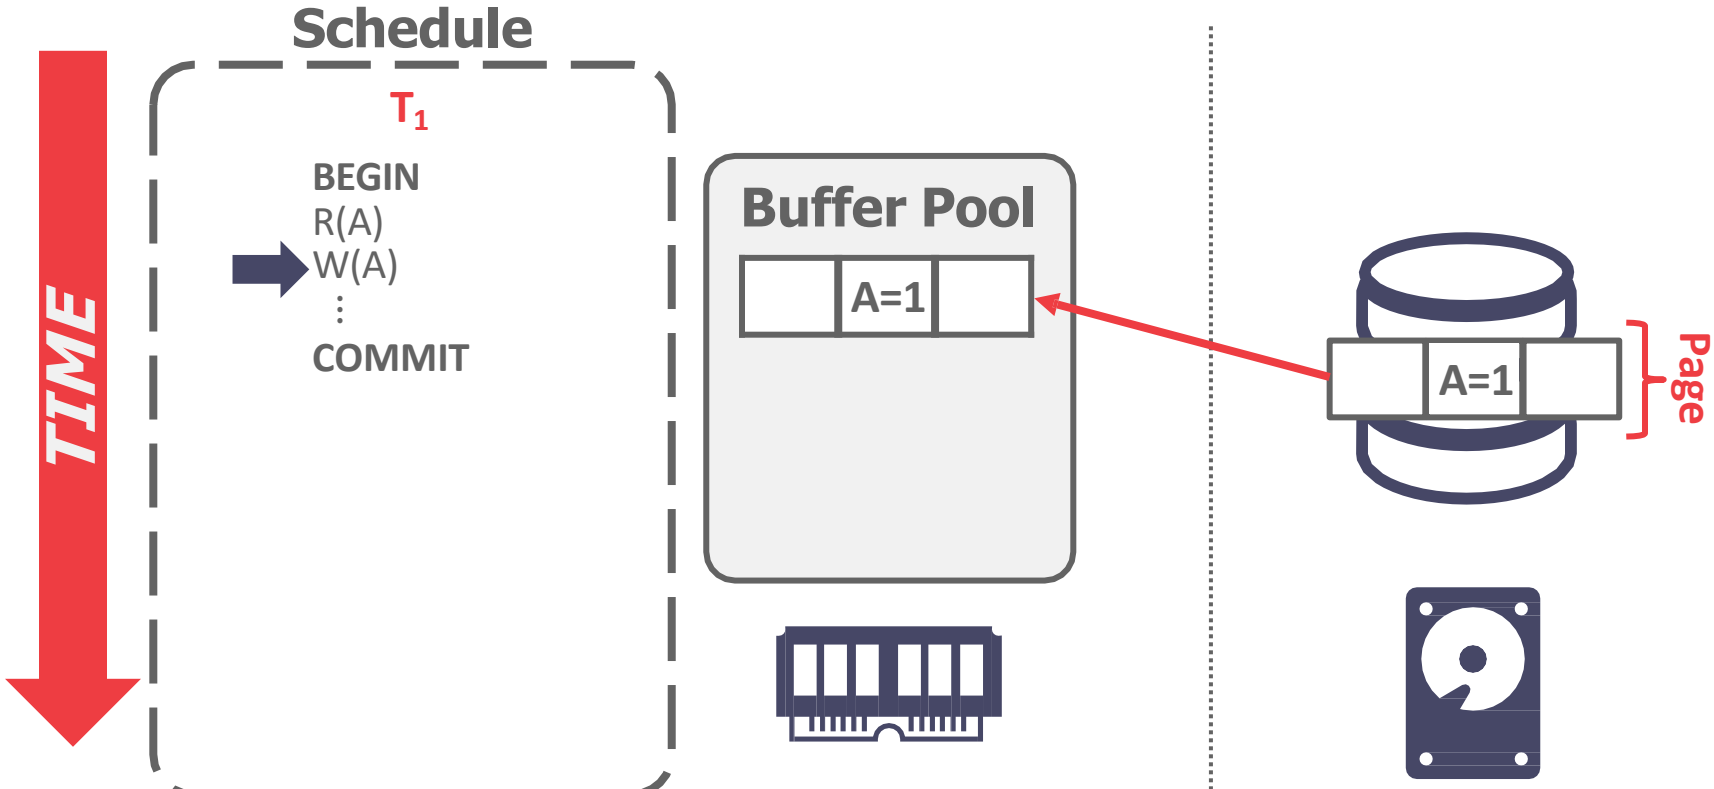 Schedule
TIME
T₁
BEGIN
R(A)
W(A)
⋮
COMMIT
Buffer Pool
A=1
A=1
Page